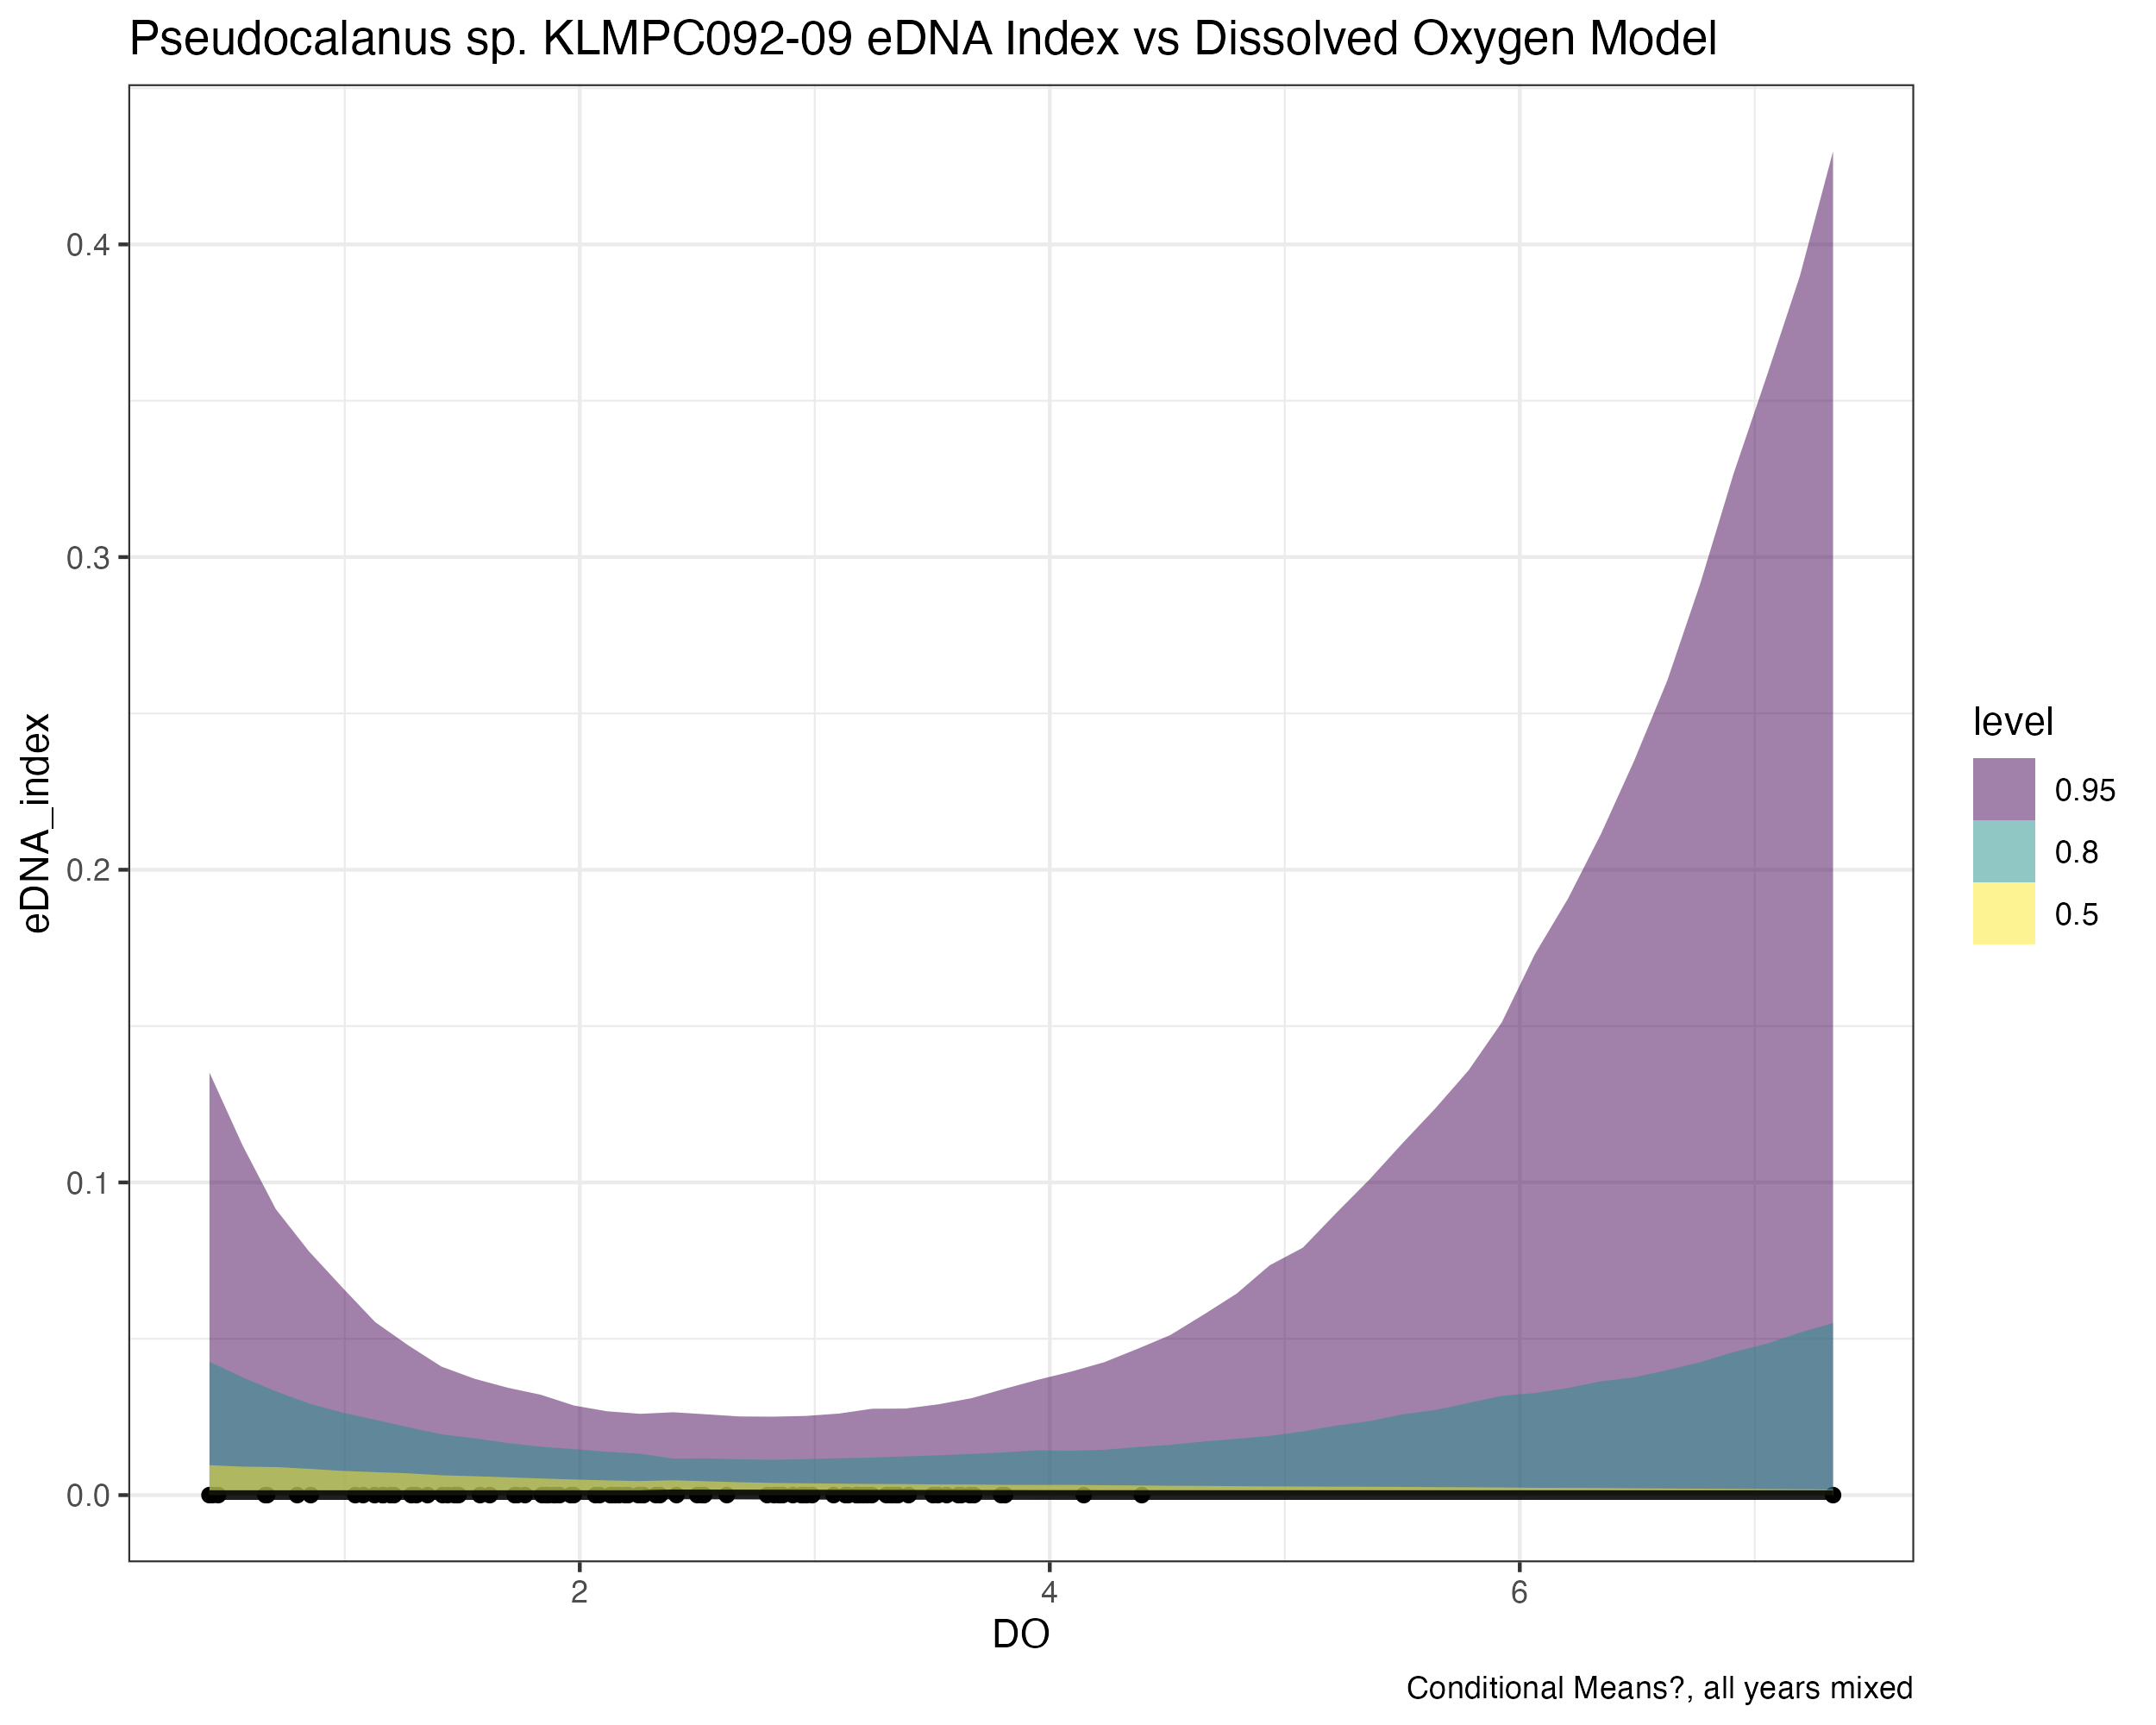 Pseudocalanus sp. KLMPC092-09 eDNA Index vs Dissolved Oxygen Model
eDNA_index
0.4
0.3
0.2
0.1
0.0
2
4
6
DO
level
0.95
0.8
0.5
Conditional Means?, all years mixed